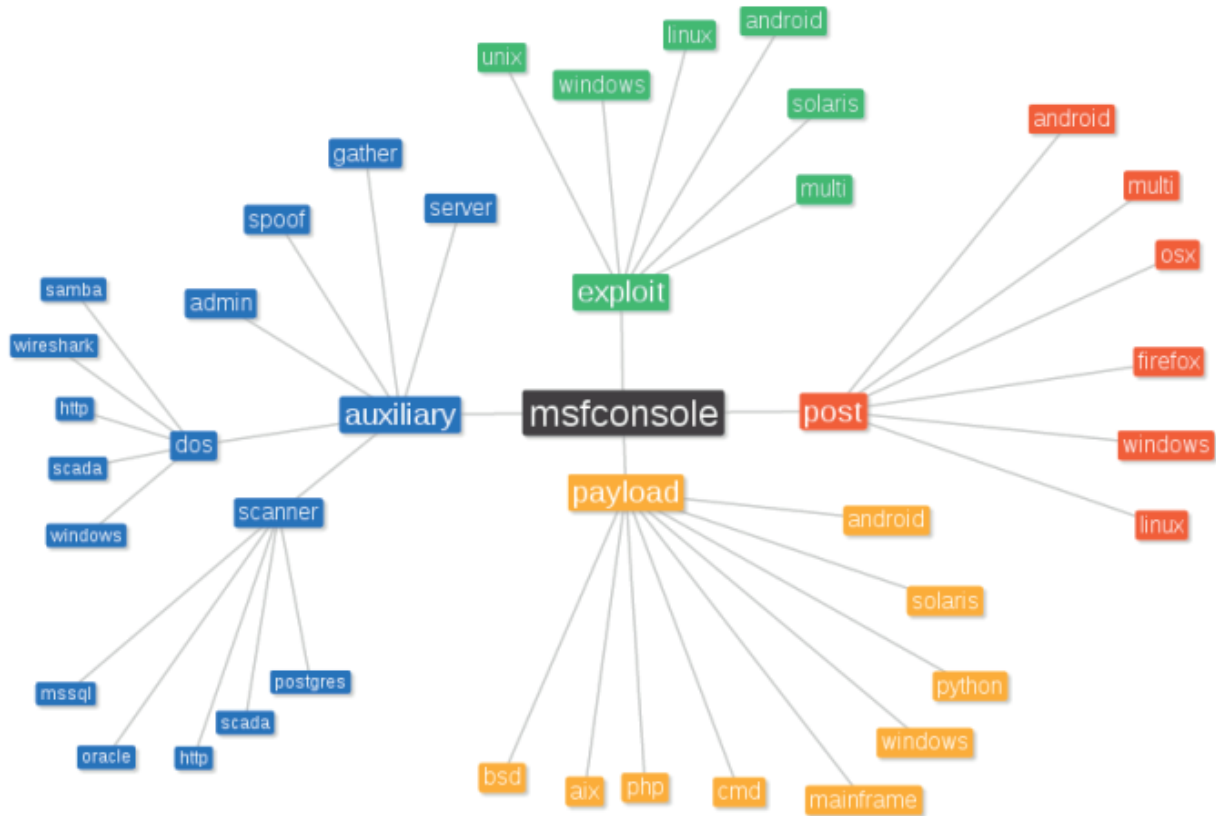 android
linux
unix
windows
solaris
android
gather
multi
multi
server
spoof
osx
samba
exploit
admin
wireshark
firefox
http
auxiliary
msfconsole
post
dos
windows
scada
payload
scanner
android
linux
windows
solaris
postgres
python
mssql
scada
windows
oracle
http
bsd
aix
php
cmd
mainframe